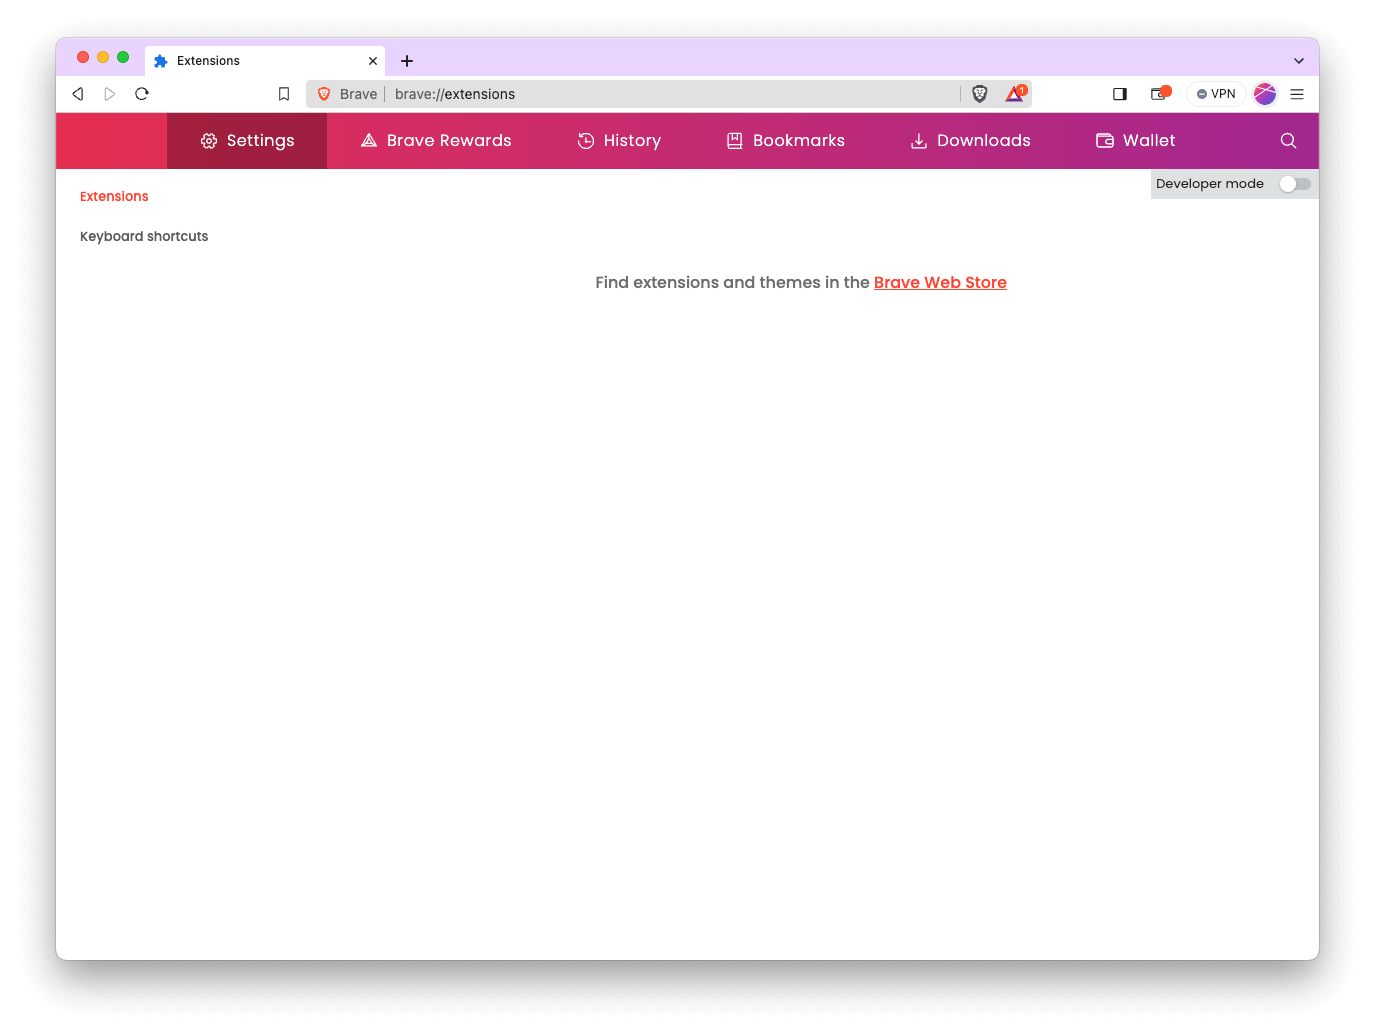 Extensions
Brave brave://extensions 1 VPN
Settings Brave Rewards History Bookmarks Downloads Wallet
Extensions
Developer mode
Keyboard shortcuts
Find extensions and themes in the Brave Web Store